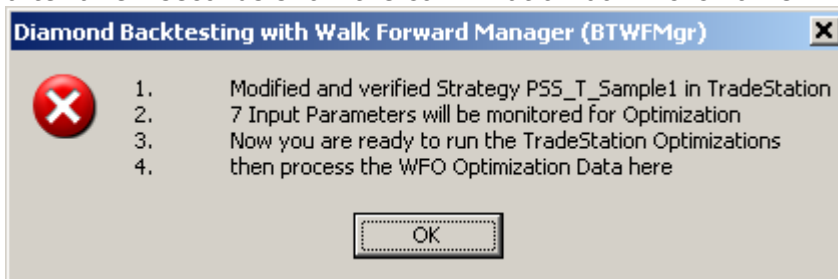 Diamond Backtesting with Walk Forward Manager (BTWFMgr)
1. Modified and verified Strategy PSS_T_Sample1 in TradeStation
2. 7 Input Parameters will be monitored for Optimization
3. Now you are ready to run the TradeStation Optimizations
4. then process the WFO Optimization Data here
OK